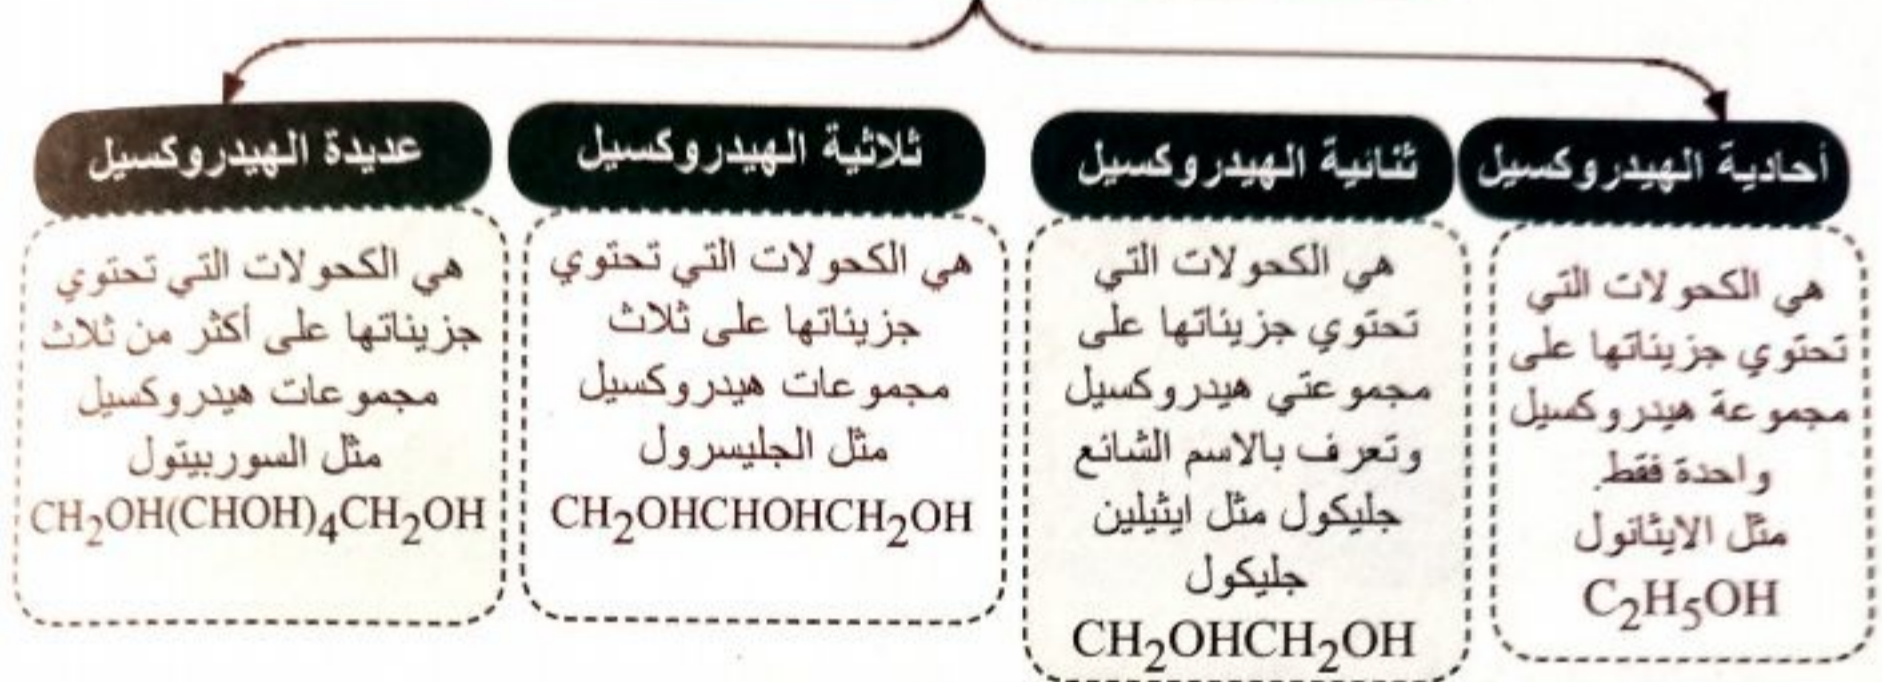 أحادية الهيدروكسيل
هي الكحولات التي
تحتوي جزيئاتها على
مجموعة هيدروكسيل
واحدة فقط.
مثل الايثانول
C₂H₅OH
ثنائية الهيدروكسيل
هي الكحولات التي
تحتوي جزيئاتها على
مجموعتي هيدروكسيل
وتعرف بالاسم الشائع
جليكول مثل ايثيلين
جليكول
CH₂OHCH₂OH
ثلاثية الهيدروكسيل
هي الكحولات التي تحتوي
جزيئاتها على ثلاث
مجموعات هيدروكسيل
مثل الجليسرول
CH₂OHCHOHCH₂OH
عديدة الهيدروكسيل
هي الكحولات التي تحتوي
جزيئاتها على أكثر من ثلاث
مجموعات هيدروكسيل
مثل السوربيتول
CH₂OH(CHOH)₄CH₂OH